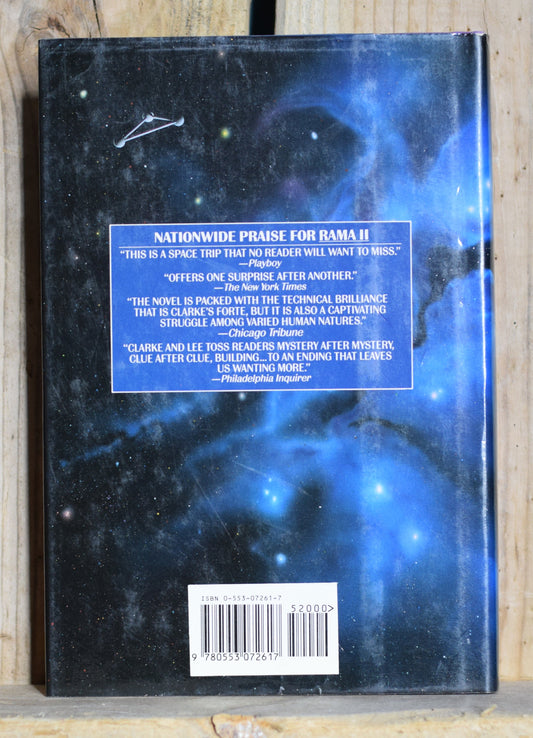 NATIONWIDE PRAISE FOR RAMA II
“THIS IS A SPACE TRIP THAT NO READER WILL WANT TO MISS.”
—Playboy
“OFFERS ONE SURPRISE AFTER ANOTHER.”
—The New York Times
“THE NOVEL IS PACKED WITH THE TECHNICAL BRILLIANCE
THAT IS CLARKE’S FORTE, BUT IT IS ALSO A CAPTIVATING
STRUGGLE AMONG VARIED HUMAN NATURES.”
—Chicago Tribune
“CLARKE AND LEE TOSS READERS MYSTERY AFTER MYSTERY,
CLUE AFTER CLUE, BUILDING...TO AN ENDING THAT LEAVES
US WANTING MORE.”
—Philadelphia Inquirer
ISBN 0-553-07261-7
52000>
9 780553 072617